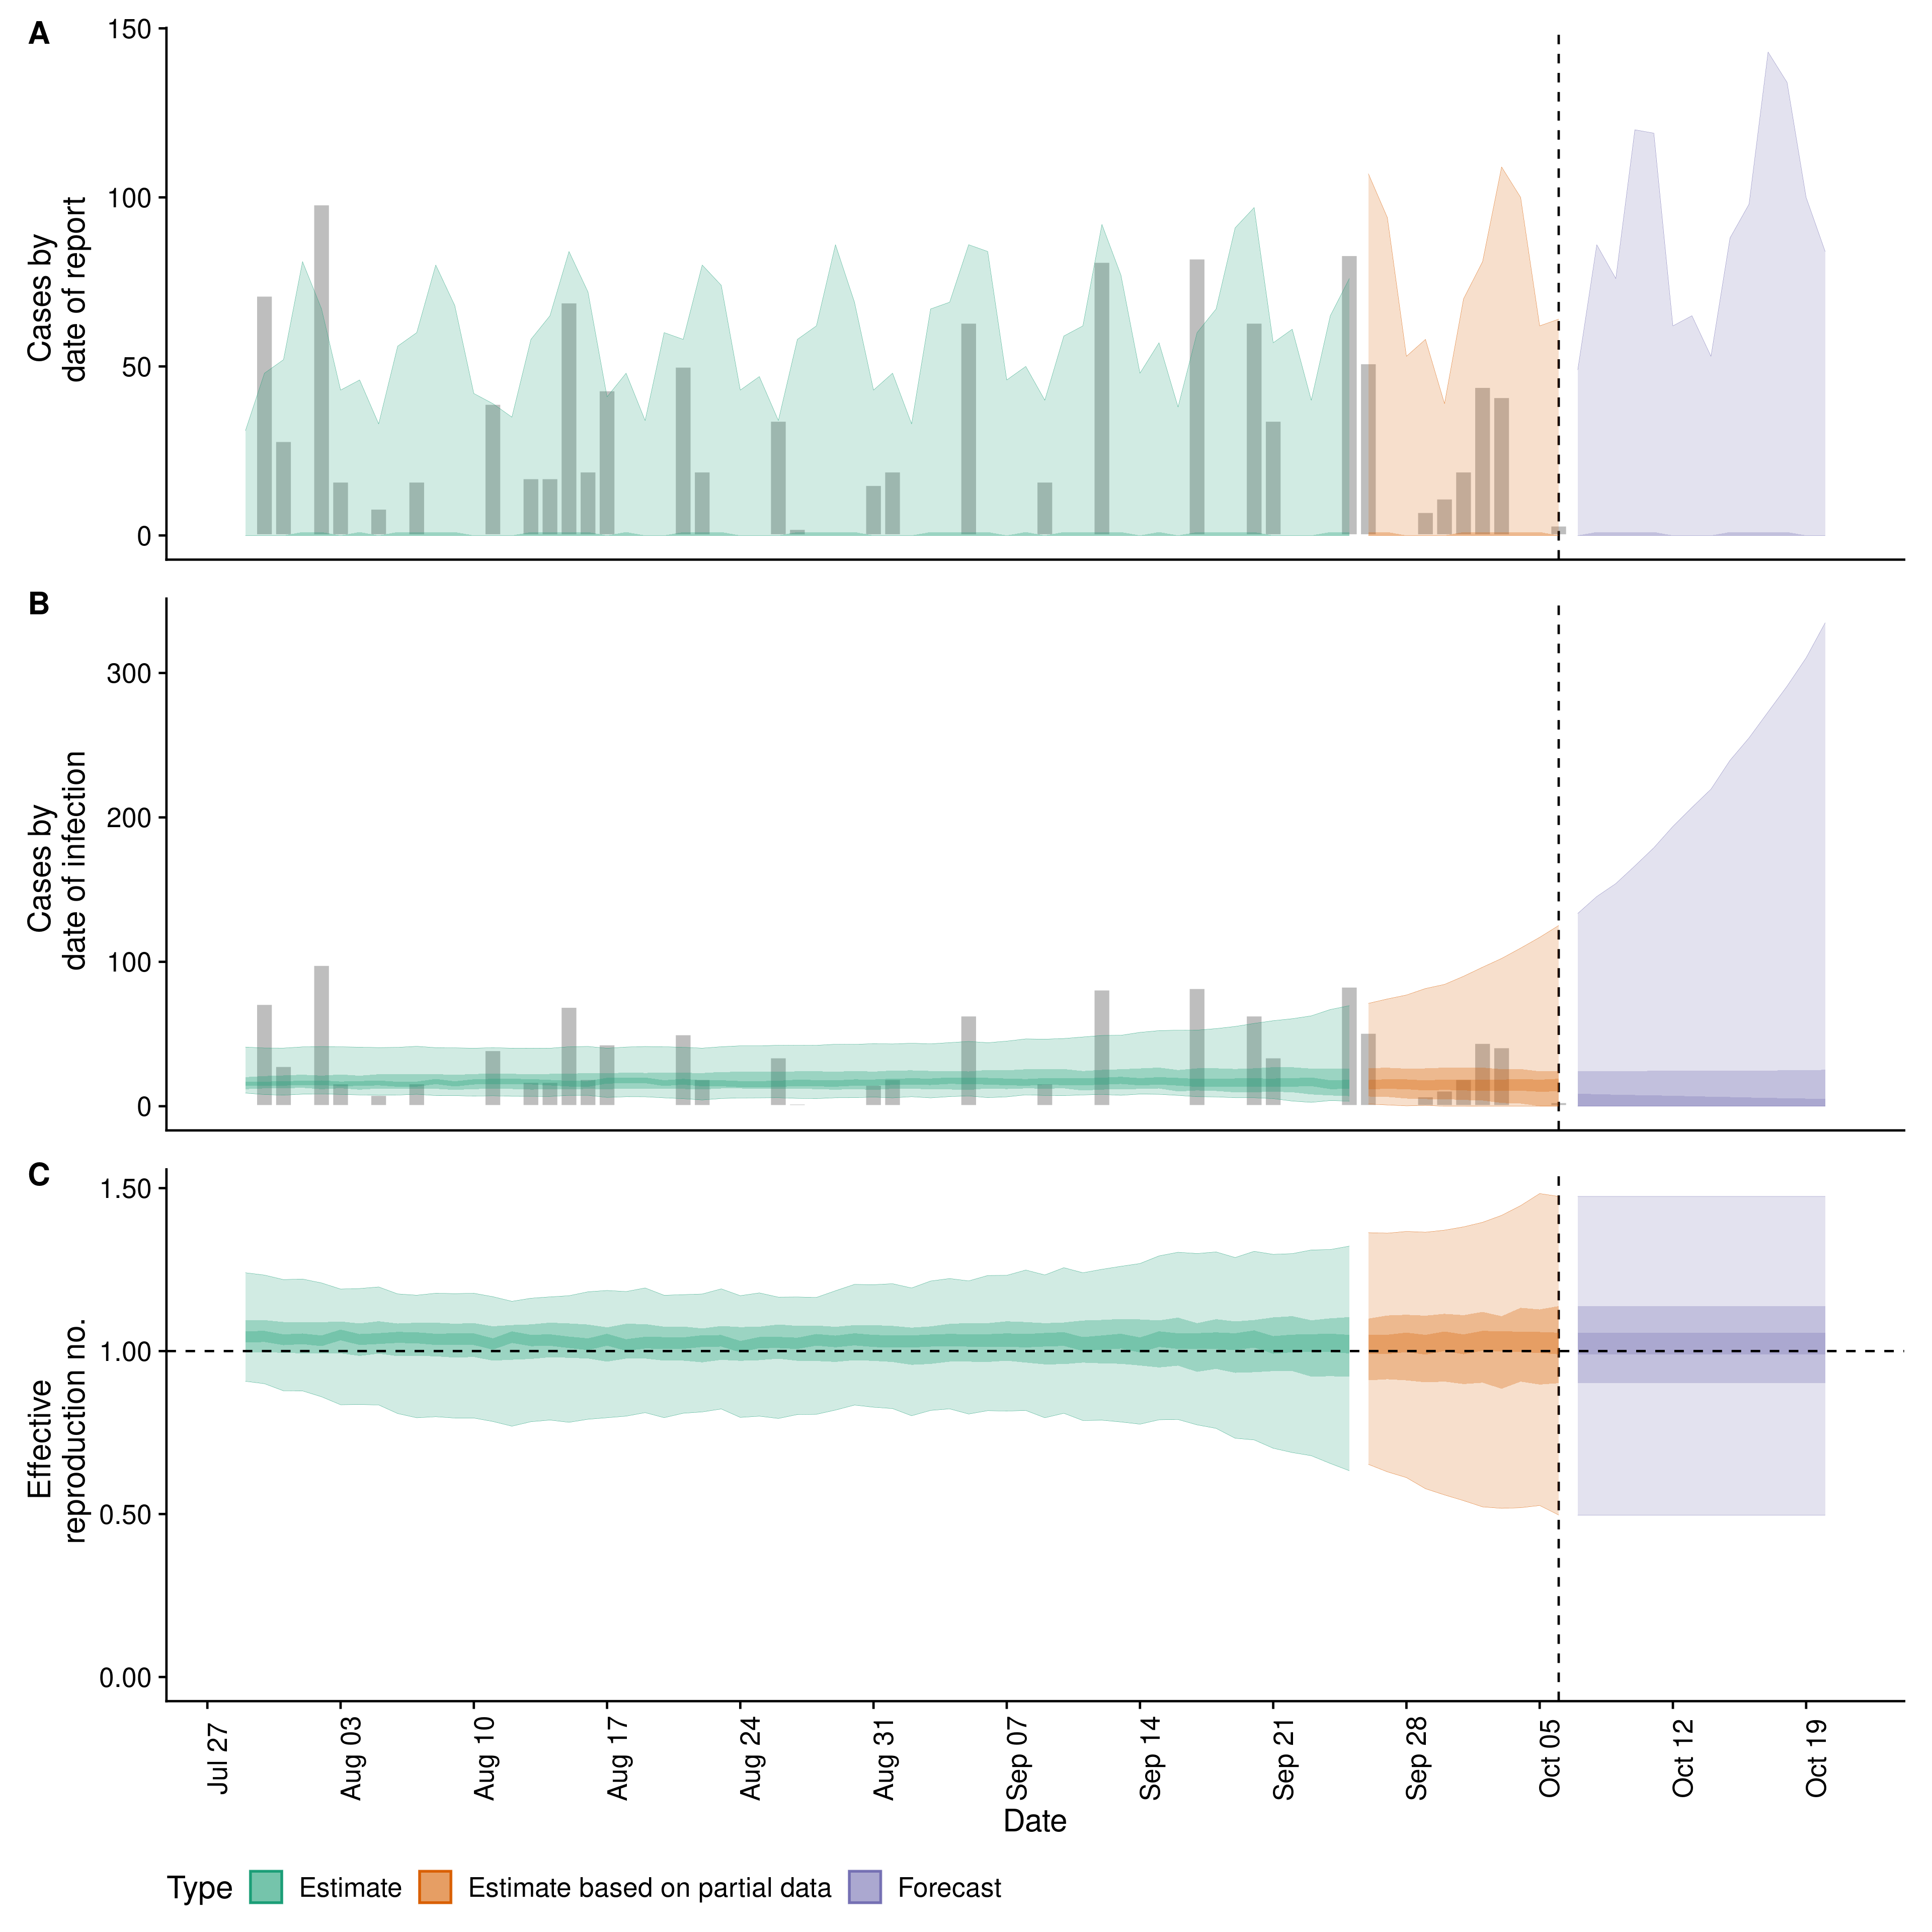 A
150
100
50
0
Cases by
date of report
B
300
200
100
0
Cases by
date of infection
C
1.50
1.00
0.50
0.00
Effective
reproduction no.
Jul 27
Aug 03
Aug 10
Aug 17
Aug 24
Aug 31
Sep 07
Sep 14
Sep 21
Sep 28
Oct 05
Oct 12
Oct 19
Date
Type Estimate Estimate based on partial data Forecast